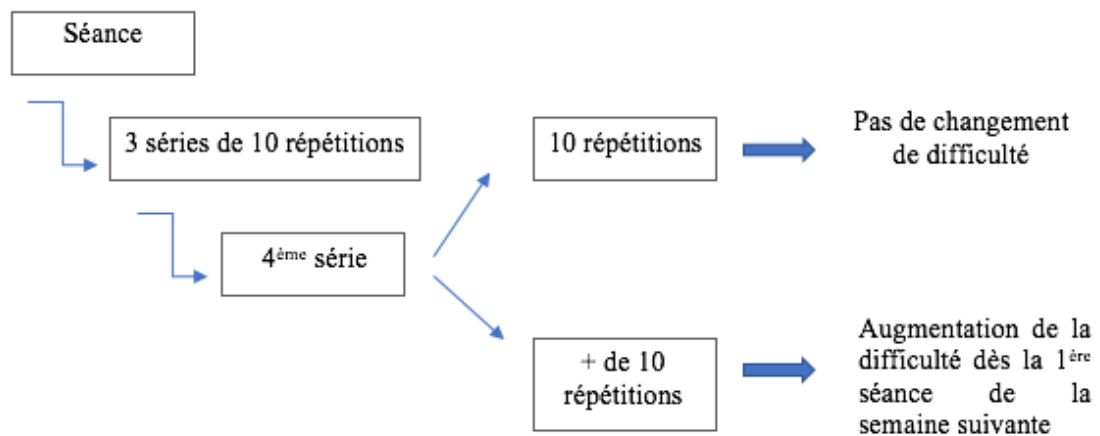 Séance
3 séries de 10 répétitions
10 répétitions
Pas de changement
de difficulté
4ème série
+ de 10
répétitions
Augmentation de la
difficulté dès la 1ère
séance de la
semaine suivante